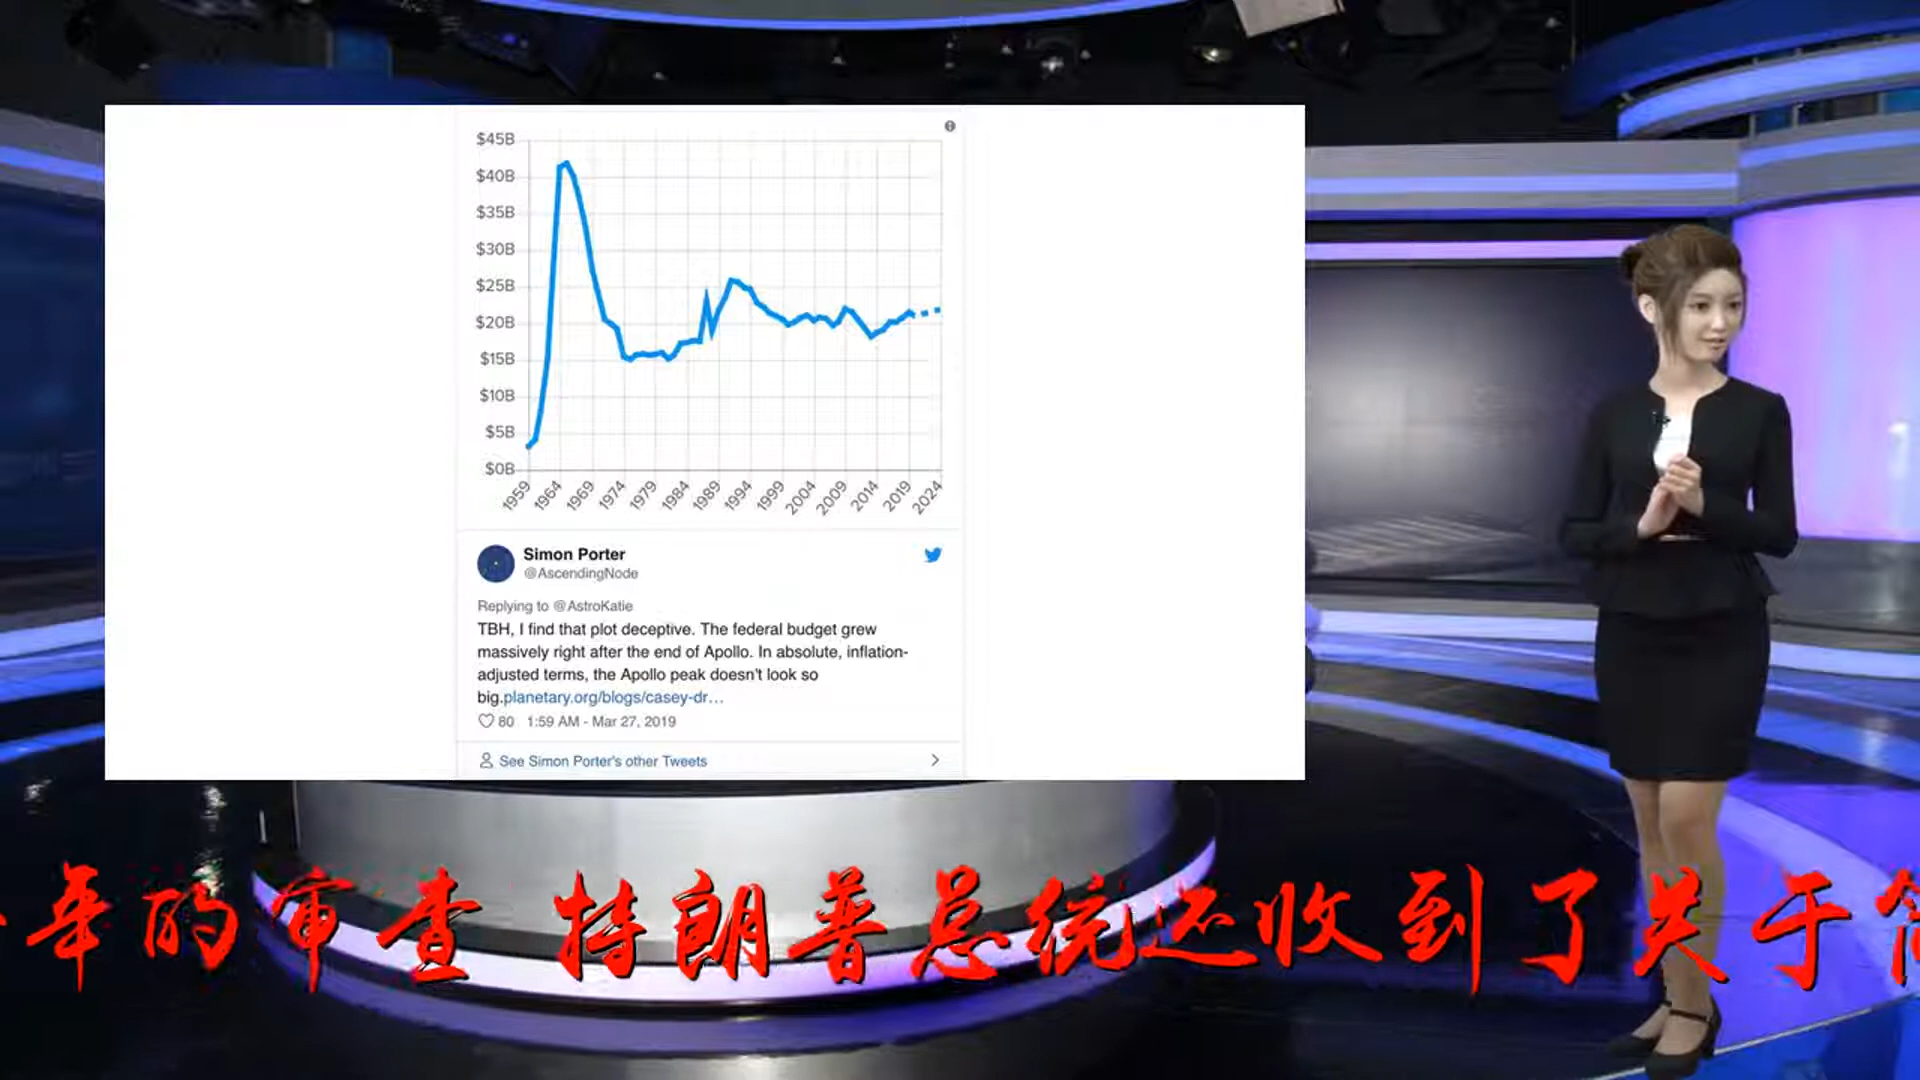 $45B
$40B
$35B
$30B
$25B
$20B
$15B
$10B
$5B
$0B
1959 1964 1969 1974 1979 1984 1989 1994 1999 2004 2009 2014 2019 2024
Simon Porter
@AscendingNode
Replying to @AstroKatie
TBH, I find that plot deceptive. The federal budget grew
massively right after the end of Apollo. In absolute, inflation-
adjusted terms, the Apollo peak doesn't look so
big.planetary.org/blogs/casey-dr…
80 1:59 AM - Mar 27, 2019
See Simon Porter's other Tweets
年的审查 特朗普总统还收到了关于